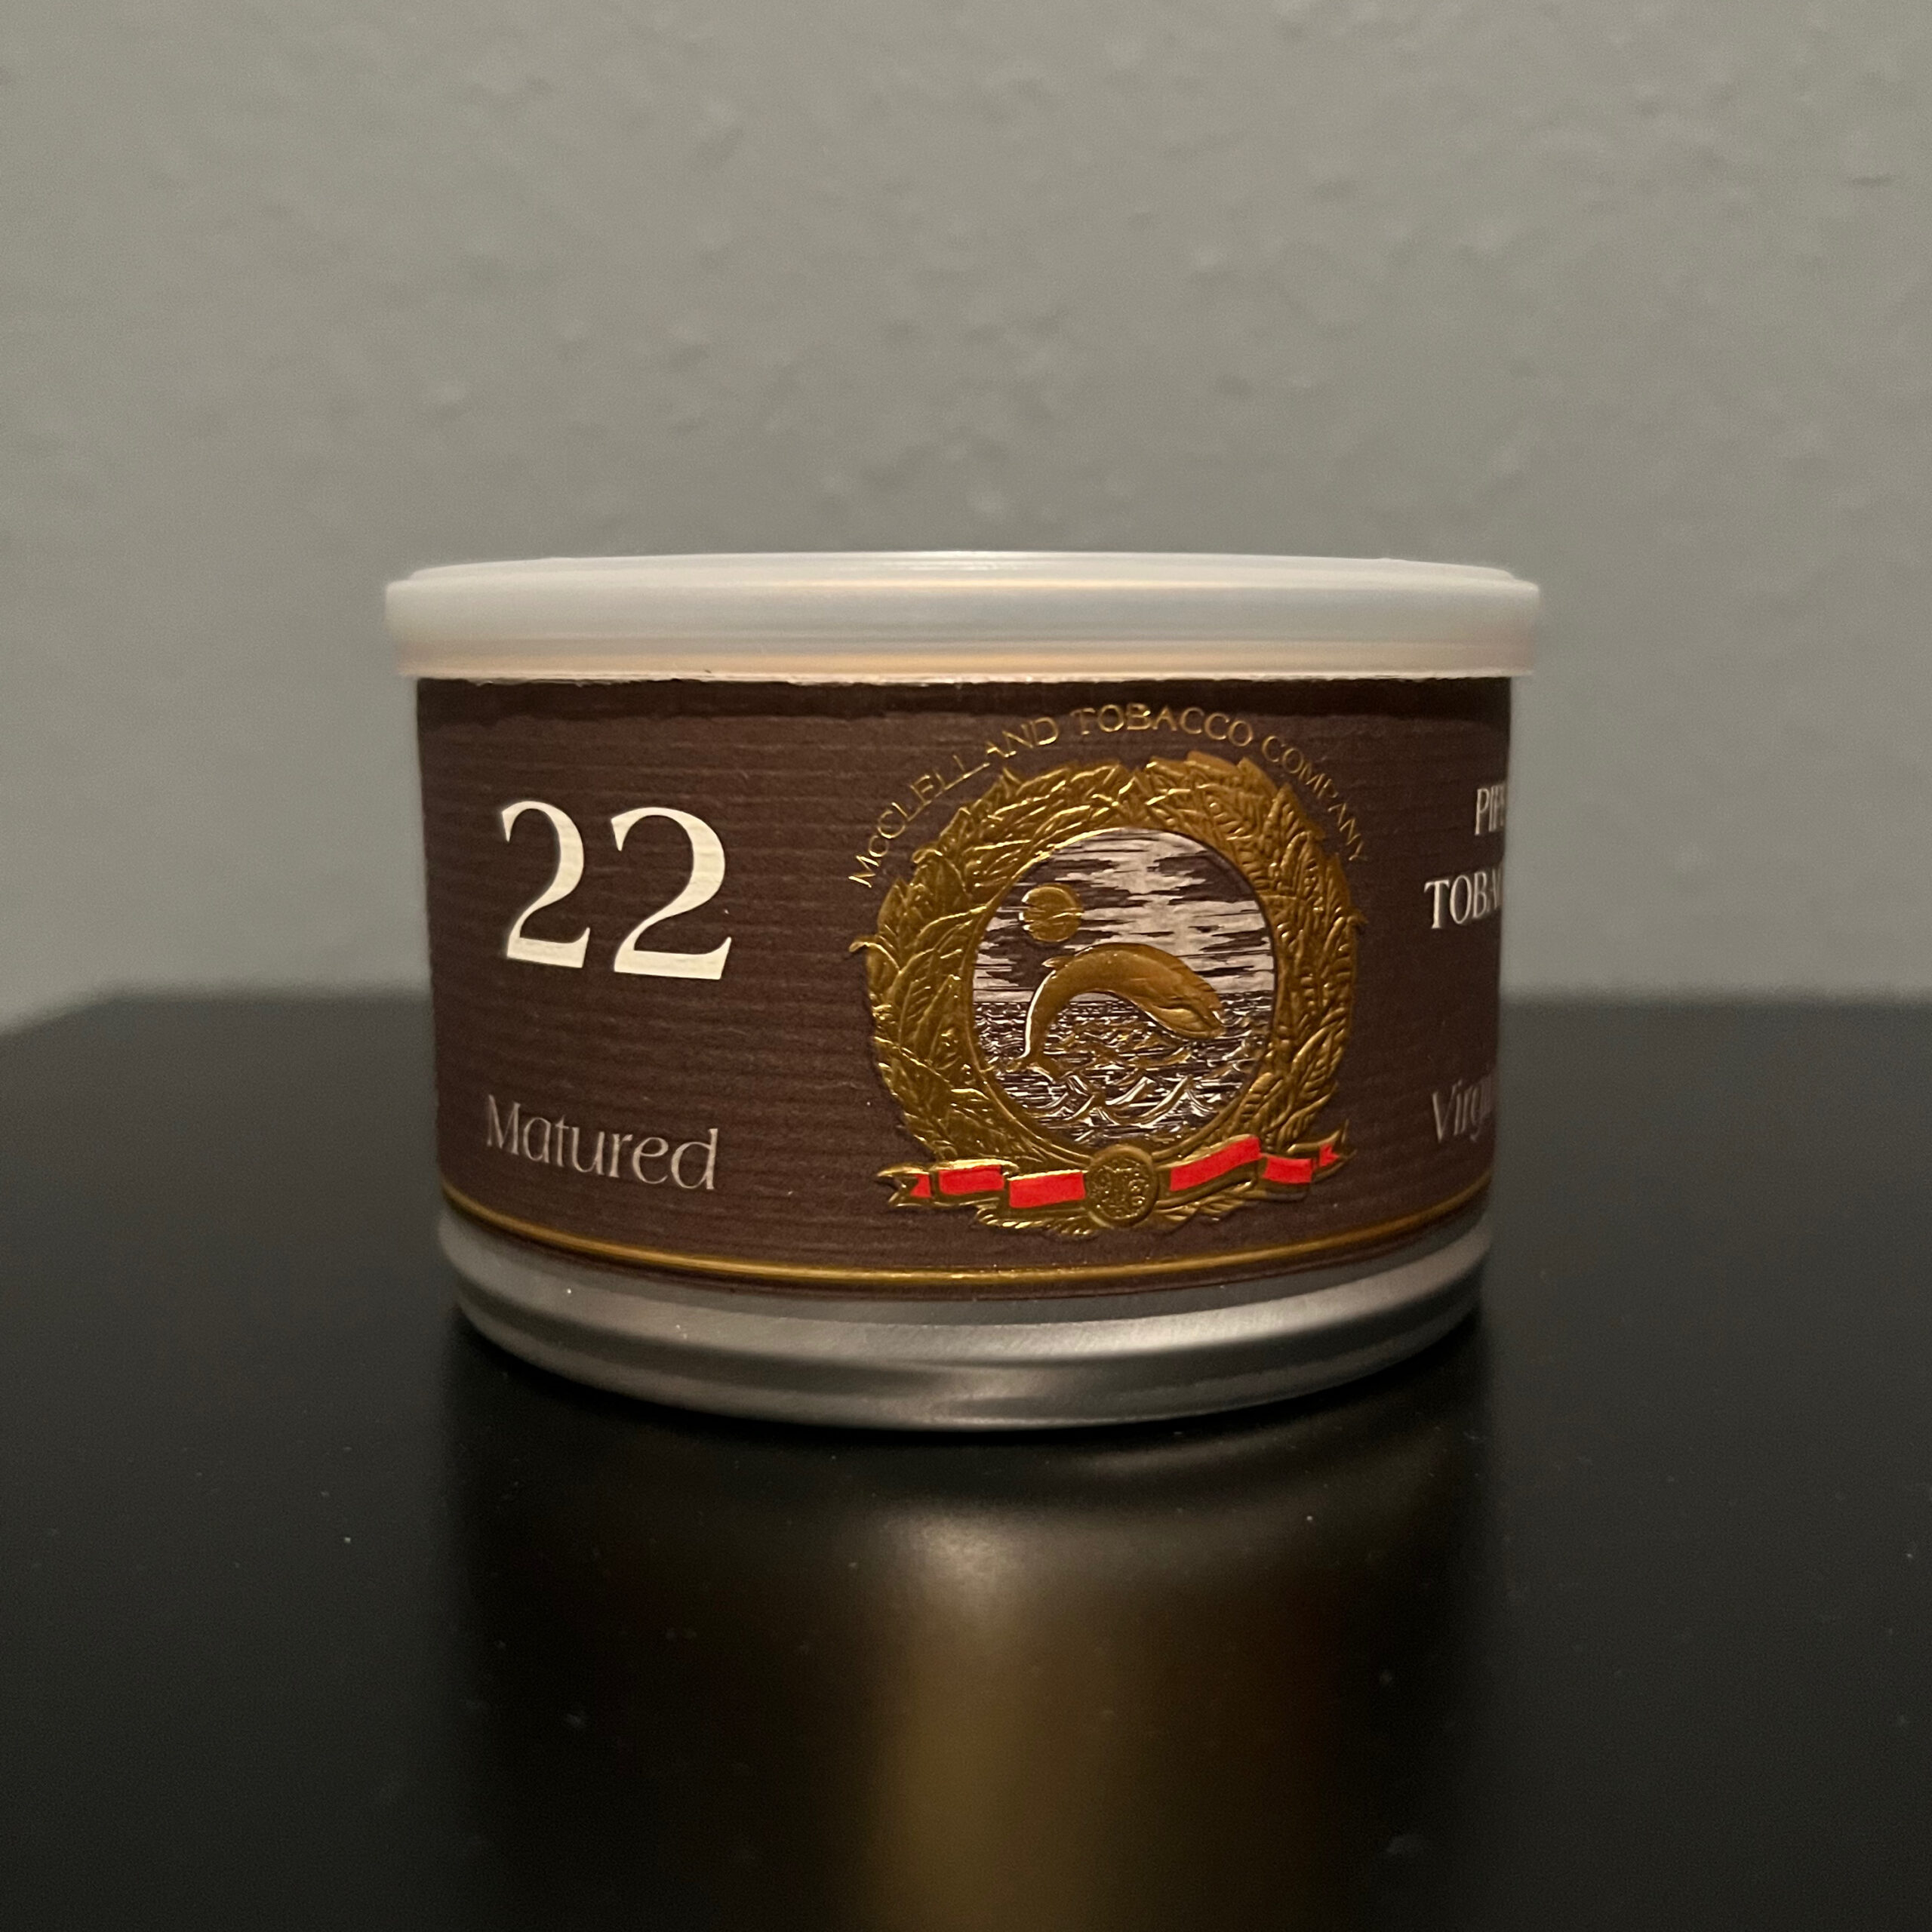 McCLELLAND TOBACCO COMPANY
22
Matured